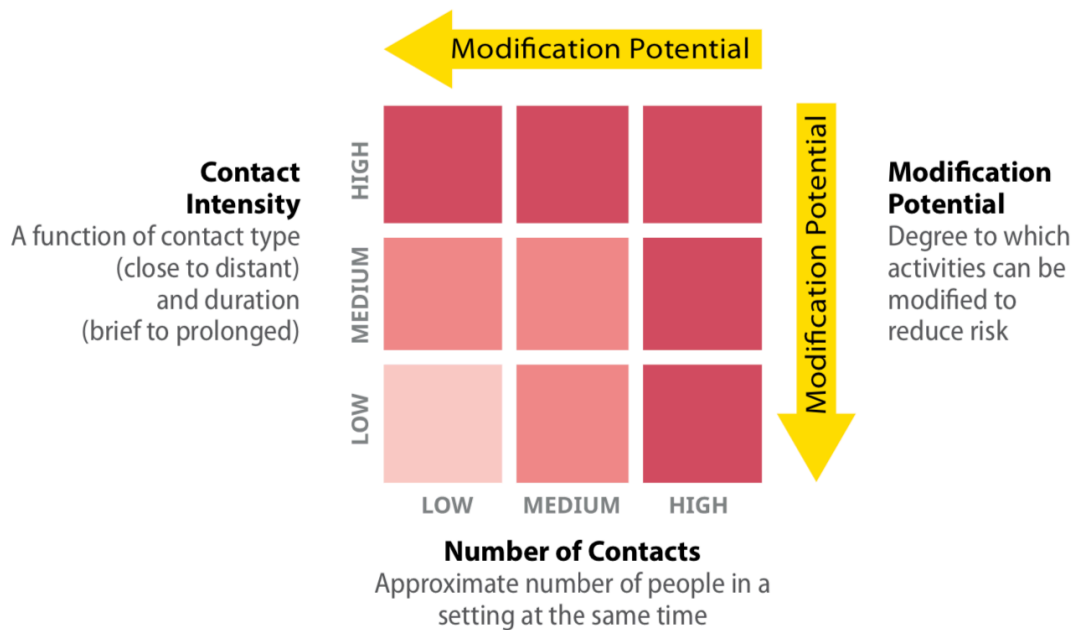 Modification Potential
Contact
Intensity
A function of contact type
(close to distant)
and duration
(brief to prolonged)
HIGH
MEDIUM
LOW
Modification Potential
Modification
Potential
Degree to which
activities can be
modified to
reduce risk
LOW MEDIUM HIGH
Number of Contacts
Approximate number of people in a
setting at the same time